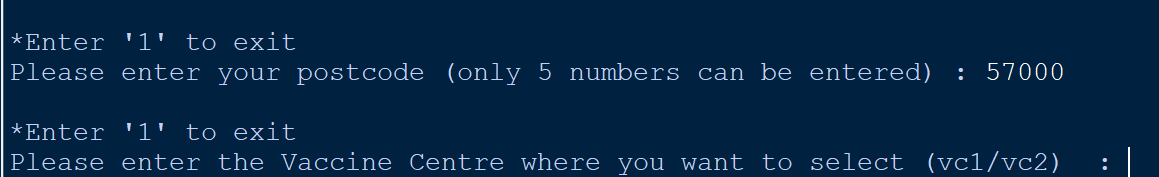 *Enter '1' to exit
Please enter your postcode (only 5 numbers can be entered) : 57000
*Enter '1' to exit
Please enter the Vaccine Centre where you want to select (vc1/vc2)  :